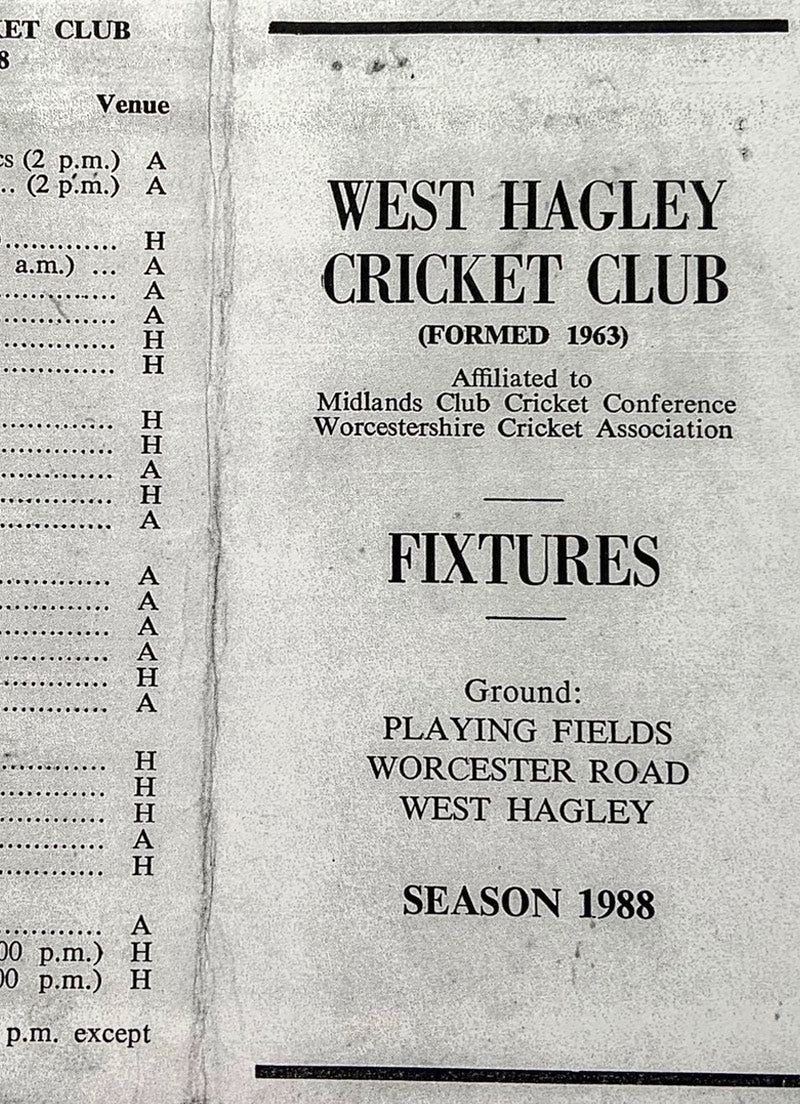 CLUB
8
Venue
(2 p.m.) A
.. (2 p.m.) A
............ H
a.m.) ... A
............ A
............ A
............ H
............ H
............ H
............ H
............ A
............ H
............ A
............ A
............ A
............ A
............ A
............ H
............ A
............ H
............ H
............ H
............ A
............ H
............ A
00 p.m.) H
00 p.m.) H
p.m. except
WEST HAGLEY
CRICKET CLUB
(FORMED 1963)
Affiliated to
Midlands Club Cricket Conference
Worcestershire Cricket Association
FIXTURES
Ground:
PLAYING FIELDS
WORCESTER ROAD
WEST HAGLEY
SEASON 1988